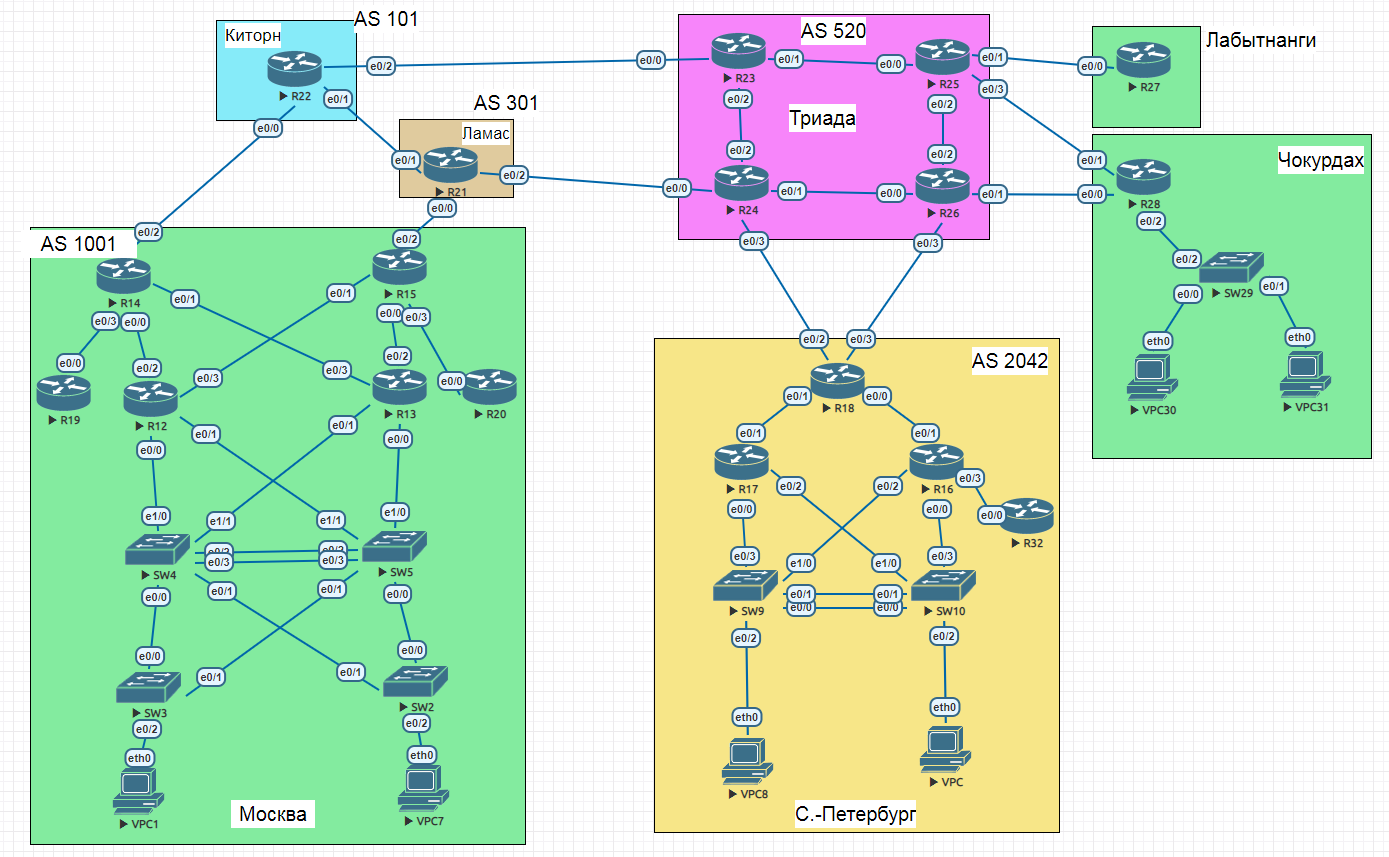 AS 101
Киторн
R22
e0/2
e0/1
e0/0
AS 301
Ламас
e0/1
R21
e0/2
e0/0
AS 520
Триада
e0/0
R23
e0/1
e0/2
e0/0
R25
e0/1
e0/3
e0/2
e0/2
e0/0
R24
e0/1
e0/3
e0/2
e0/0
R26
e0/1
e0/3
Лабытнанги
e0/0
R27
Чокурдах
e0/1
e0/0
R28
e0/2
e0/2
SW29
e0/0
e0/1
eth0
eth0
VPC30
VPC31
AS 1001
e0/2
R14
e0/1
e0/3
e0/0
e0/2
R15
e0/1
e0/0
e0/3
e0/0
R19
e0/2
R12
e0/3
e0/0
e0/1
e0/3
e0/2
R13
e0/1
e0/0
e0/0
R20
e1/0
e1/1
SW4
e0/2
e0/3
e0/0
e0/1
e1/1
e1/0
SW5
e0/2
e0/3
e0/1
e0/0
e0/0
e0/1
SW3
e0/2
e0/1
e0/0
SW2
e0/2
eth0
VPC1
eth0
VPC7
Москва
AS 2042
e0/2
e0/3
R18
e0/1
e0/0
e0/1
R17
e0/2
e0/0
e0/1
R16
e0/2
e0/0
e0/3
e0/0
R32
e0/3
e1/0
SW9
e0/1
e0/0
e0/2
e1/0
e0/3
SW10
e0/1
e0/0
e0/2
eth0
VPC8
eth0
VPC
С.-Петербург